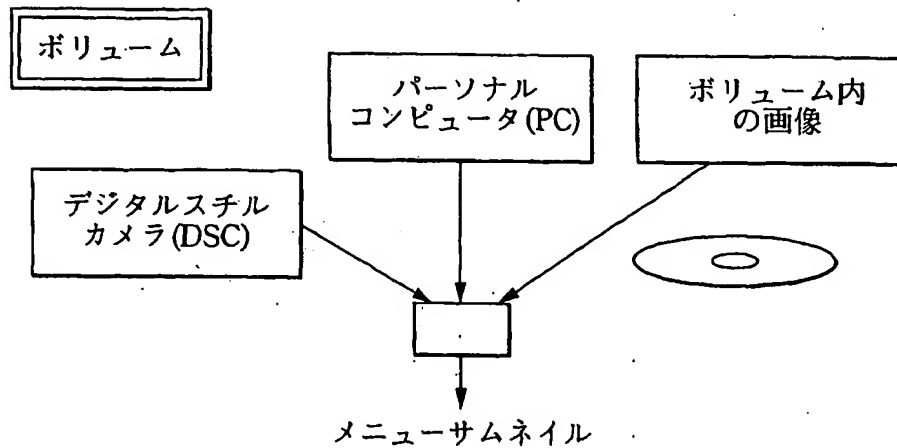 ボリューム
パーソナル
コンピュータ(PC)
ボリューム内
の画像
デジタルスチル
カメラ(DSC)
メニューサムネイル